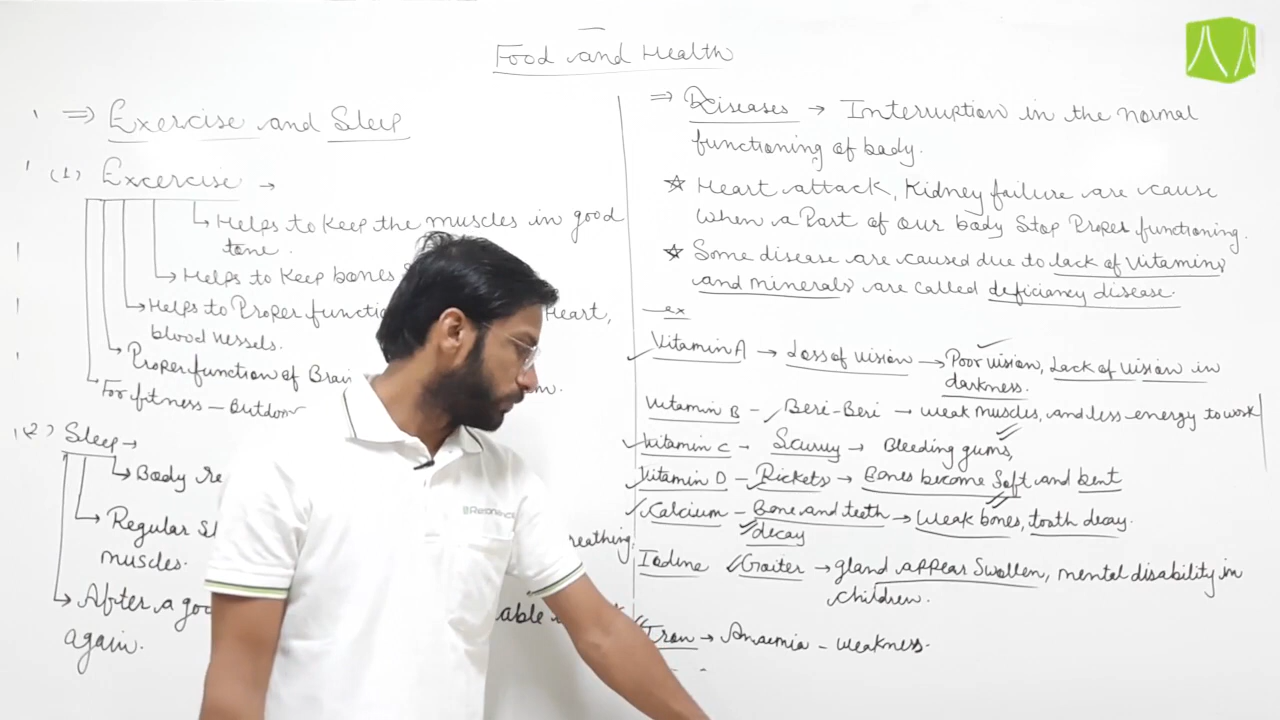 Food and Health
⇒ Exercise and Sleep
(1) Excercise →
Helps to keep the muscles in good
tone.
Helps to keep bones
Helps to Proper functio
Heart,
blood vessels.
Proper function of Brai
For fitness – outdoor
(2) Sleep →
Body re
Regular sl
reathing,
muscles.
After a goo
able
again.
⇒ Diseases → Interruption in the normal
functioning of body.
☆ Heart attack, Kidney failure are cause
when a Part of our body Stop Proper functioning.
☆ Some disease are caused due to lack of Vitamins
and minerals are called deficiancy disease.
ex
Vitamin A → Loss of vision → Poor vision, Lack of vision in
darkness.
Vitamin B – Beri-Beri → weak muscles, and less energy to work
Vitamin C – Scurvy → Bleeding gums,
Vitamin D – Rickets → Bones become Soft and bent
Calcium – Bone and teeth → Weak bones, tooth decay.
decay
Iodine Goiter → gland appear Swollen, mental disability in
children.
Iron → Anaemia – weakness.
Resonance